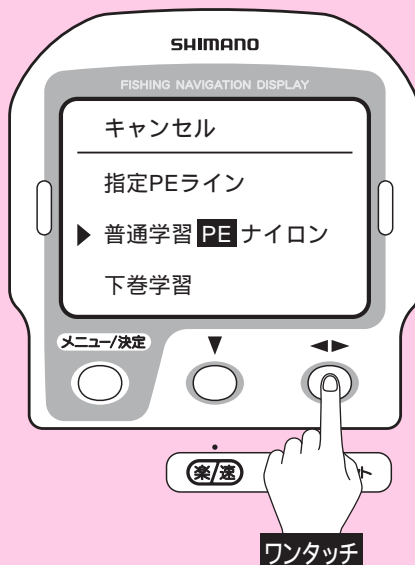 SHIMANO
FISHING NAVIGATION DISPLAY
キャンセル
指定PEライン
▶ 普通学習 PE ナイロン
下巻学習
メニュー/決定 ▼ ◀▶
楽/速 ト
ワンタッチ